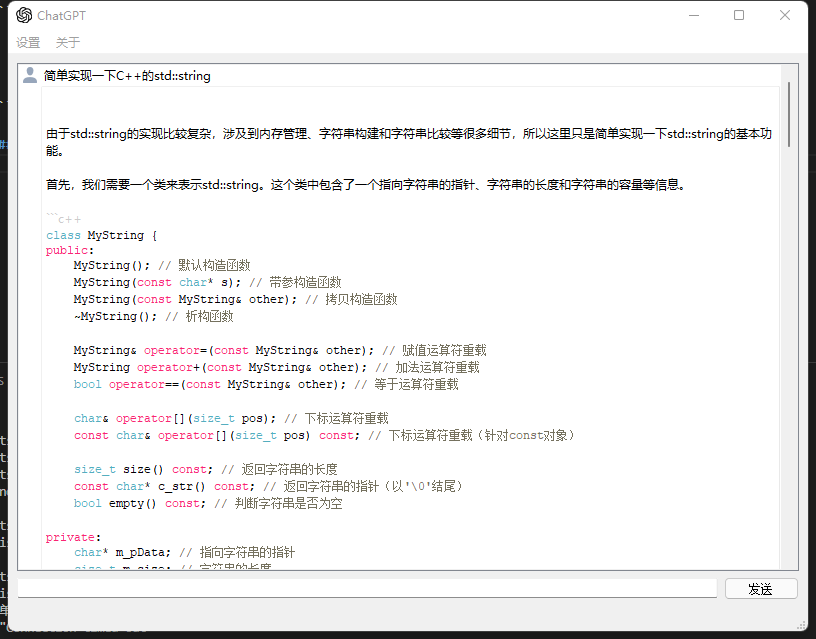 ChatGPT
设置 关于
简单实现一下C++的std::string
由于std::string的实现比较复杂，涉及到内存管理、字符串构建和字符串比较等很多细节，所以这里只是简单实现一下std::string的基本功
能。
首先，我们需要一个类来表示std::string。这个类中包含了一个指向字符串的指针、字符串的长度和字符串的容量等信息。
```c++
class MyString {
public:
    MyString(); // 默认构造函数
    MyString(const char* s); // 带参构造函数
    MyString(const MyString& other); // 拷贝构造函数
    ~MyString(); // 析构函数
    MyString& operator=(const MyString& other); // 赋值运算符重载
    MyString operator+(const MyString& other); // 加法运算符重载
    bool operator==(const MyString& other); // 等于运算符重载
    char& operator[](size_t pos); // 下标运算符重载
    const char& operator[](size_t pos) const; // 下标运算符重载（针对const对象）
    size_t size() const; // 返回字符串的长度
    const char* c_str() const; // 返回字符串的指针（以'\0'结尾）
    bool empty() const; // 判断字符串是否为空
private:
    char* m_pData; // 指向字符串的指针
    size_t m_size; // 字符串的长度
发送